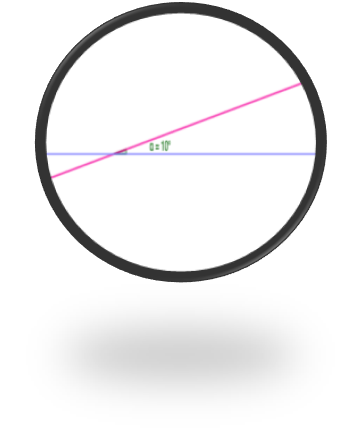 α = 10°